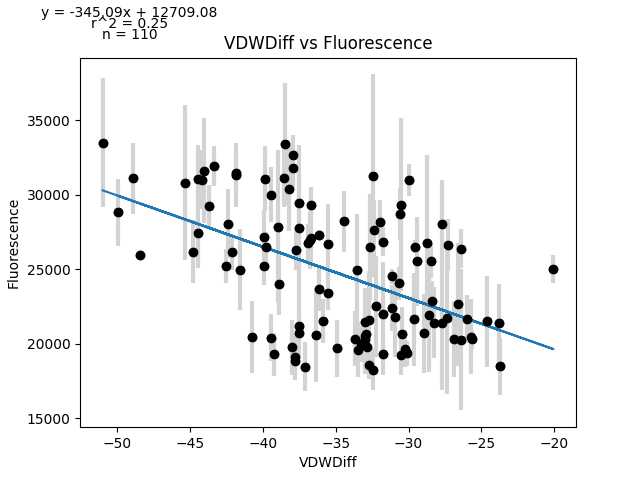 y = -345.09x + 12709.08
r^2 = 0.25
n = 110
VDWDiff vs Fluorescence
Fluorescence
35000
30000
25000
20000
15000
−50 −45 −40 −35 −30 −25 −20
VDWDiff